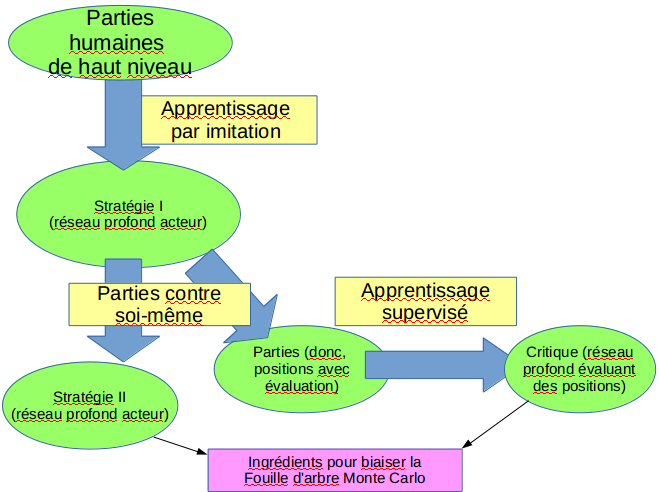 Parties
humaines
de haut niveau
Apprentissage
par imitation
Stratégie I
(réseau profond acteur)
Parties contre
soi-même
Apprentissage
supervisé
Parties (donc,
positions avec
évaluation)
Critique (réseau
profond évaluant
des positions)
Stratégie II
(réseau profond acteur)
Ingrédients pour biaiser la
Fouille d'arbre Monte Carlo